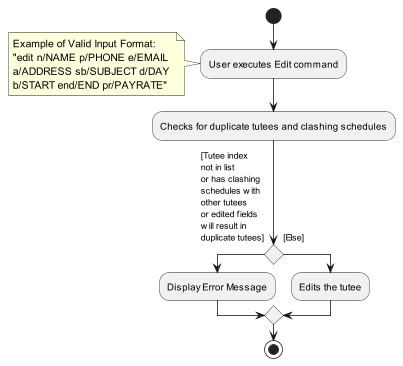 Example of Valid Input Format:
"edit n/NAME p/PHONE e/EMAIL
a/ADDRESS sb/SUBJECT d/DAY
b/START end/END pr/PAYRATE"
User executes Edit command
Checks for duplicate tutees and clashing schedules
[Tutee index
not in list
or has clashing
schedules with
other tutees
or edited fields
will result in
duplicate tutees]
[Else]
Display Error Message
Edits the tutee